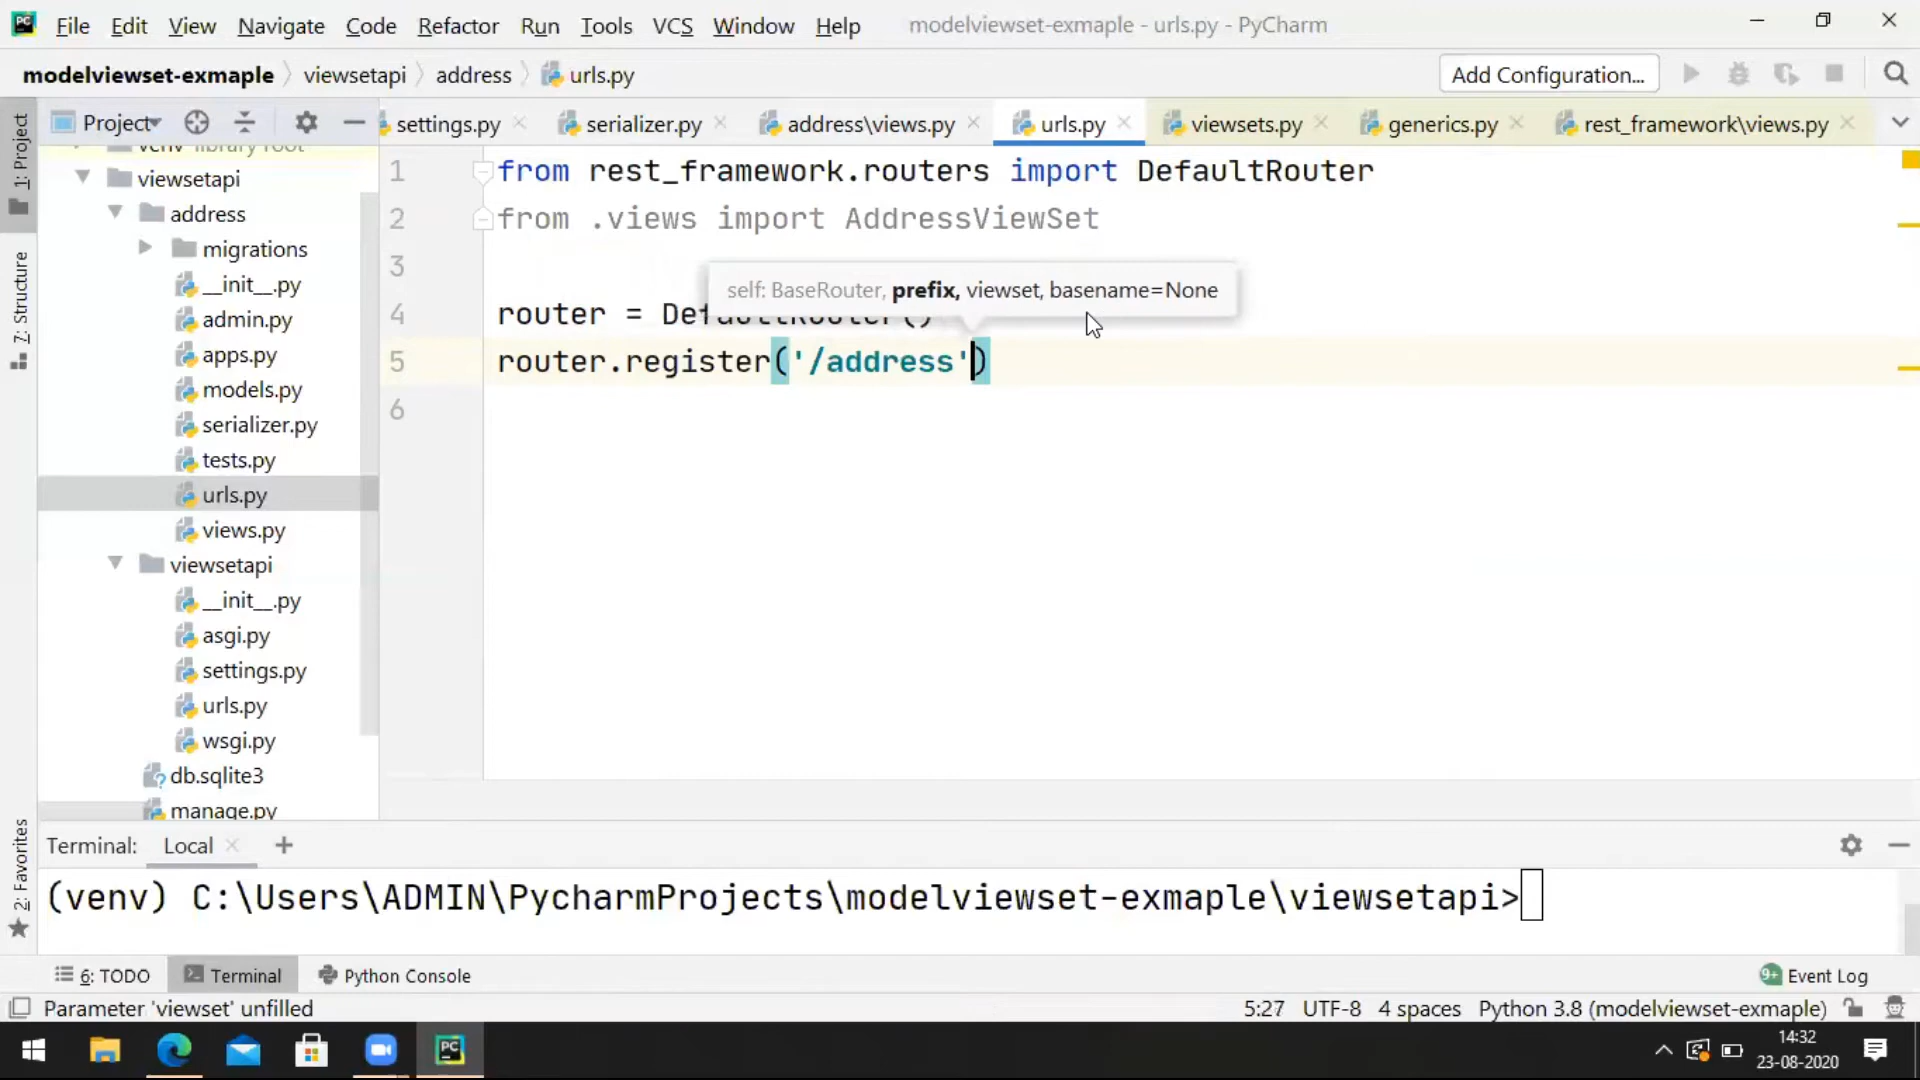 File Edit View Navigate Code Refactor Run Tools VCS Window Help modelviewset-exmaple - urls.py - PyCharm
modelviewset-exmaple viewsetapi address urls.py Add Configuration...
Project settings.py serializer.py address\views.py urls.py viewsets.py generics.py rest_framework\views.py
1: Project
7: Structure
2: Favorites
venv library root
viewsetapi
address
migrations
__init__.py
admin.py
apps.py
models.py
serializer.py
tests.py
urls.py
views.py
viewsetapi
__init__.py
asgi.py
settings.py
urls.py
wsgi.py
db.sqlite3
manage.py
1 from rest_framework.routers import DefaultRouter
2 from .views import AddressViewSet
3
self: BaseRouter, prefix, viewset, basename=None
4 router = DefaultRouter()
5 router.register('/address')
6
Terminal: Local +
(venv) C:\Users\ADMIN\PycharmProjects\modelviewset-exmaple\viewsetapi>
6: TODO Terminal Python Console 9+ Event Log
Parameter 'viewset' unfilled 5:27 UTF-8 4 spaces Python 3.8 (modelviewset-exmaple)
PC 14:32
23-08-2020